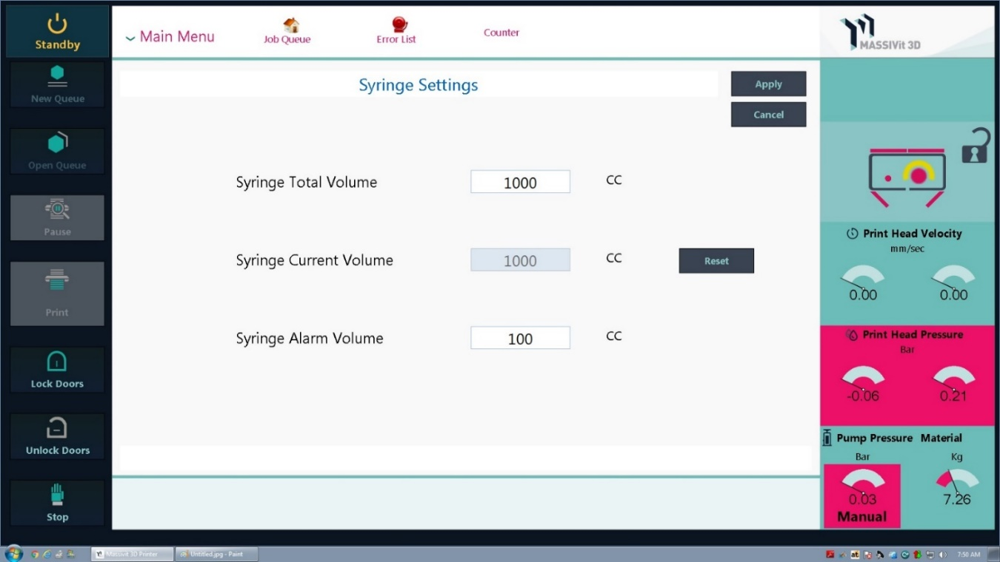 Standby
Main Menu
Job Queue
Error List
Counter
MASSIVit 3D
New Queue
Open Queue
Pause
Print
Lock Doors
Unlock Doors
Stop
Syringe Settings
Apply
Cancel
Syringe Total Volume 1000 CC
Syringe Current Volume 1000 CC Reset
Syringe Alarm Volume 100 CC
Print Head Velocity
mm/sec
0.00 0.00
Print Head Pressure
Bar
-0.06 0.21
Pump Pressure Material
Bar Kg
0.03 7.26
Manual
Massivit 3D Printer
Untitled.jpg - Paint
7:50 AM